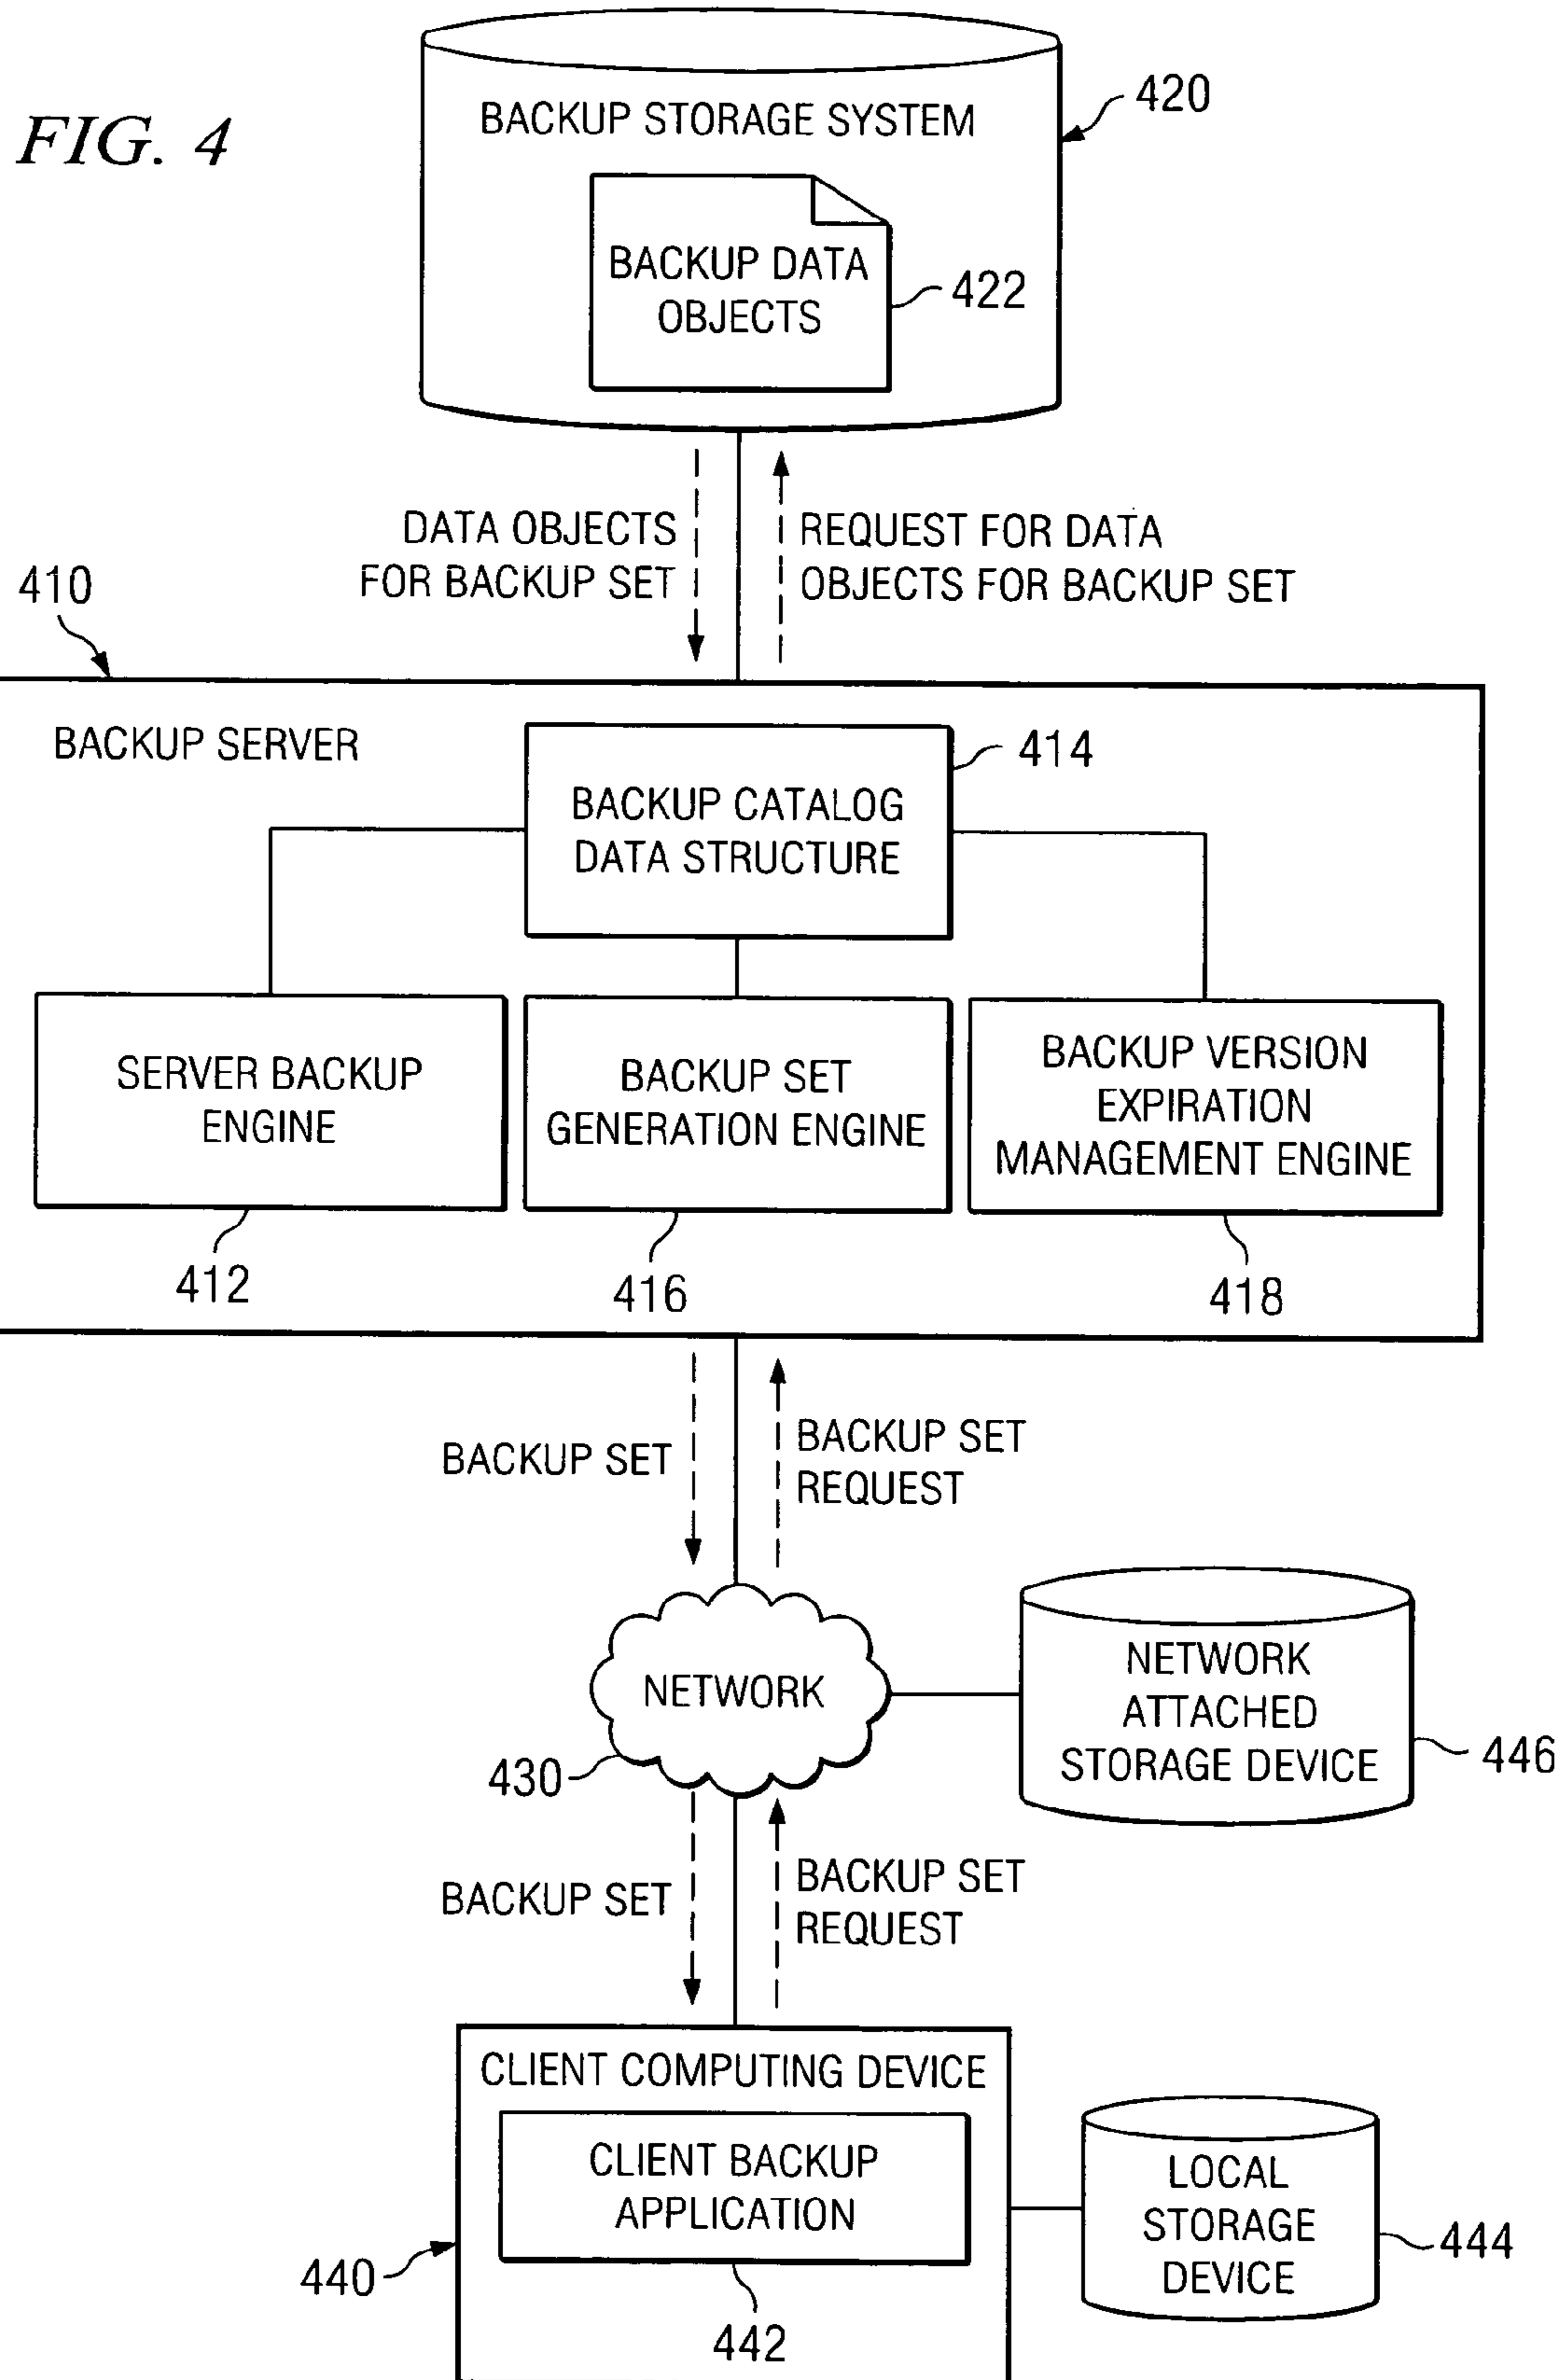 FIG. 4
BACKUP STORAGE SYSTEM
420
BACKUP DATA
OBJECTS
422
DATA OBJECTS
FOR BACKUP SET
REQUEST FOR DATA
OBJECTS FOR BACKUP SET
410
BACKUP SERVER
414
BACKUP CATALOG
DATA STRUCTURE
SERVER BACKUP
ENGINE
BACKUP SET
GENERATION ENGINE
BACKUP VERSION
EXPIRATION
MANAGEMENT ENGINE
412
416
418
BACKUP SET
BACKUP SET
REQUEST
NETWORK
430
NETWORK
ATTACHED
STORAGE DEVICE
446
BACKUP SET
BACKUP SET
REQUEST
CLIENT COMPUTING DEVICE
CLIENT BACKUP
APPLICATION
440
442
LOCAL
STORAGE
DEVICE
444